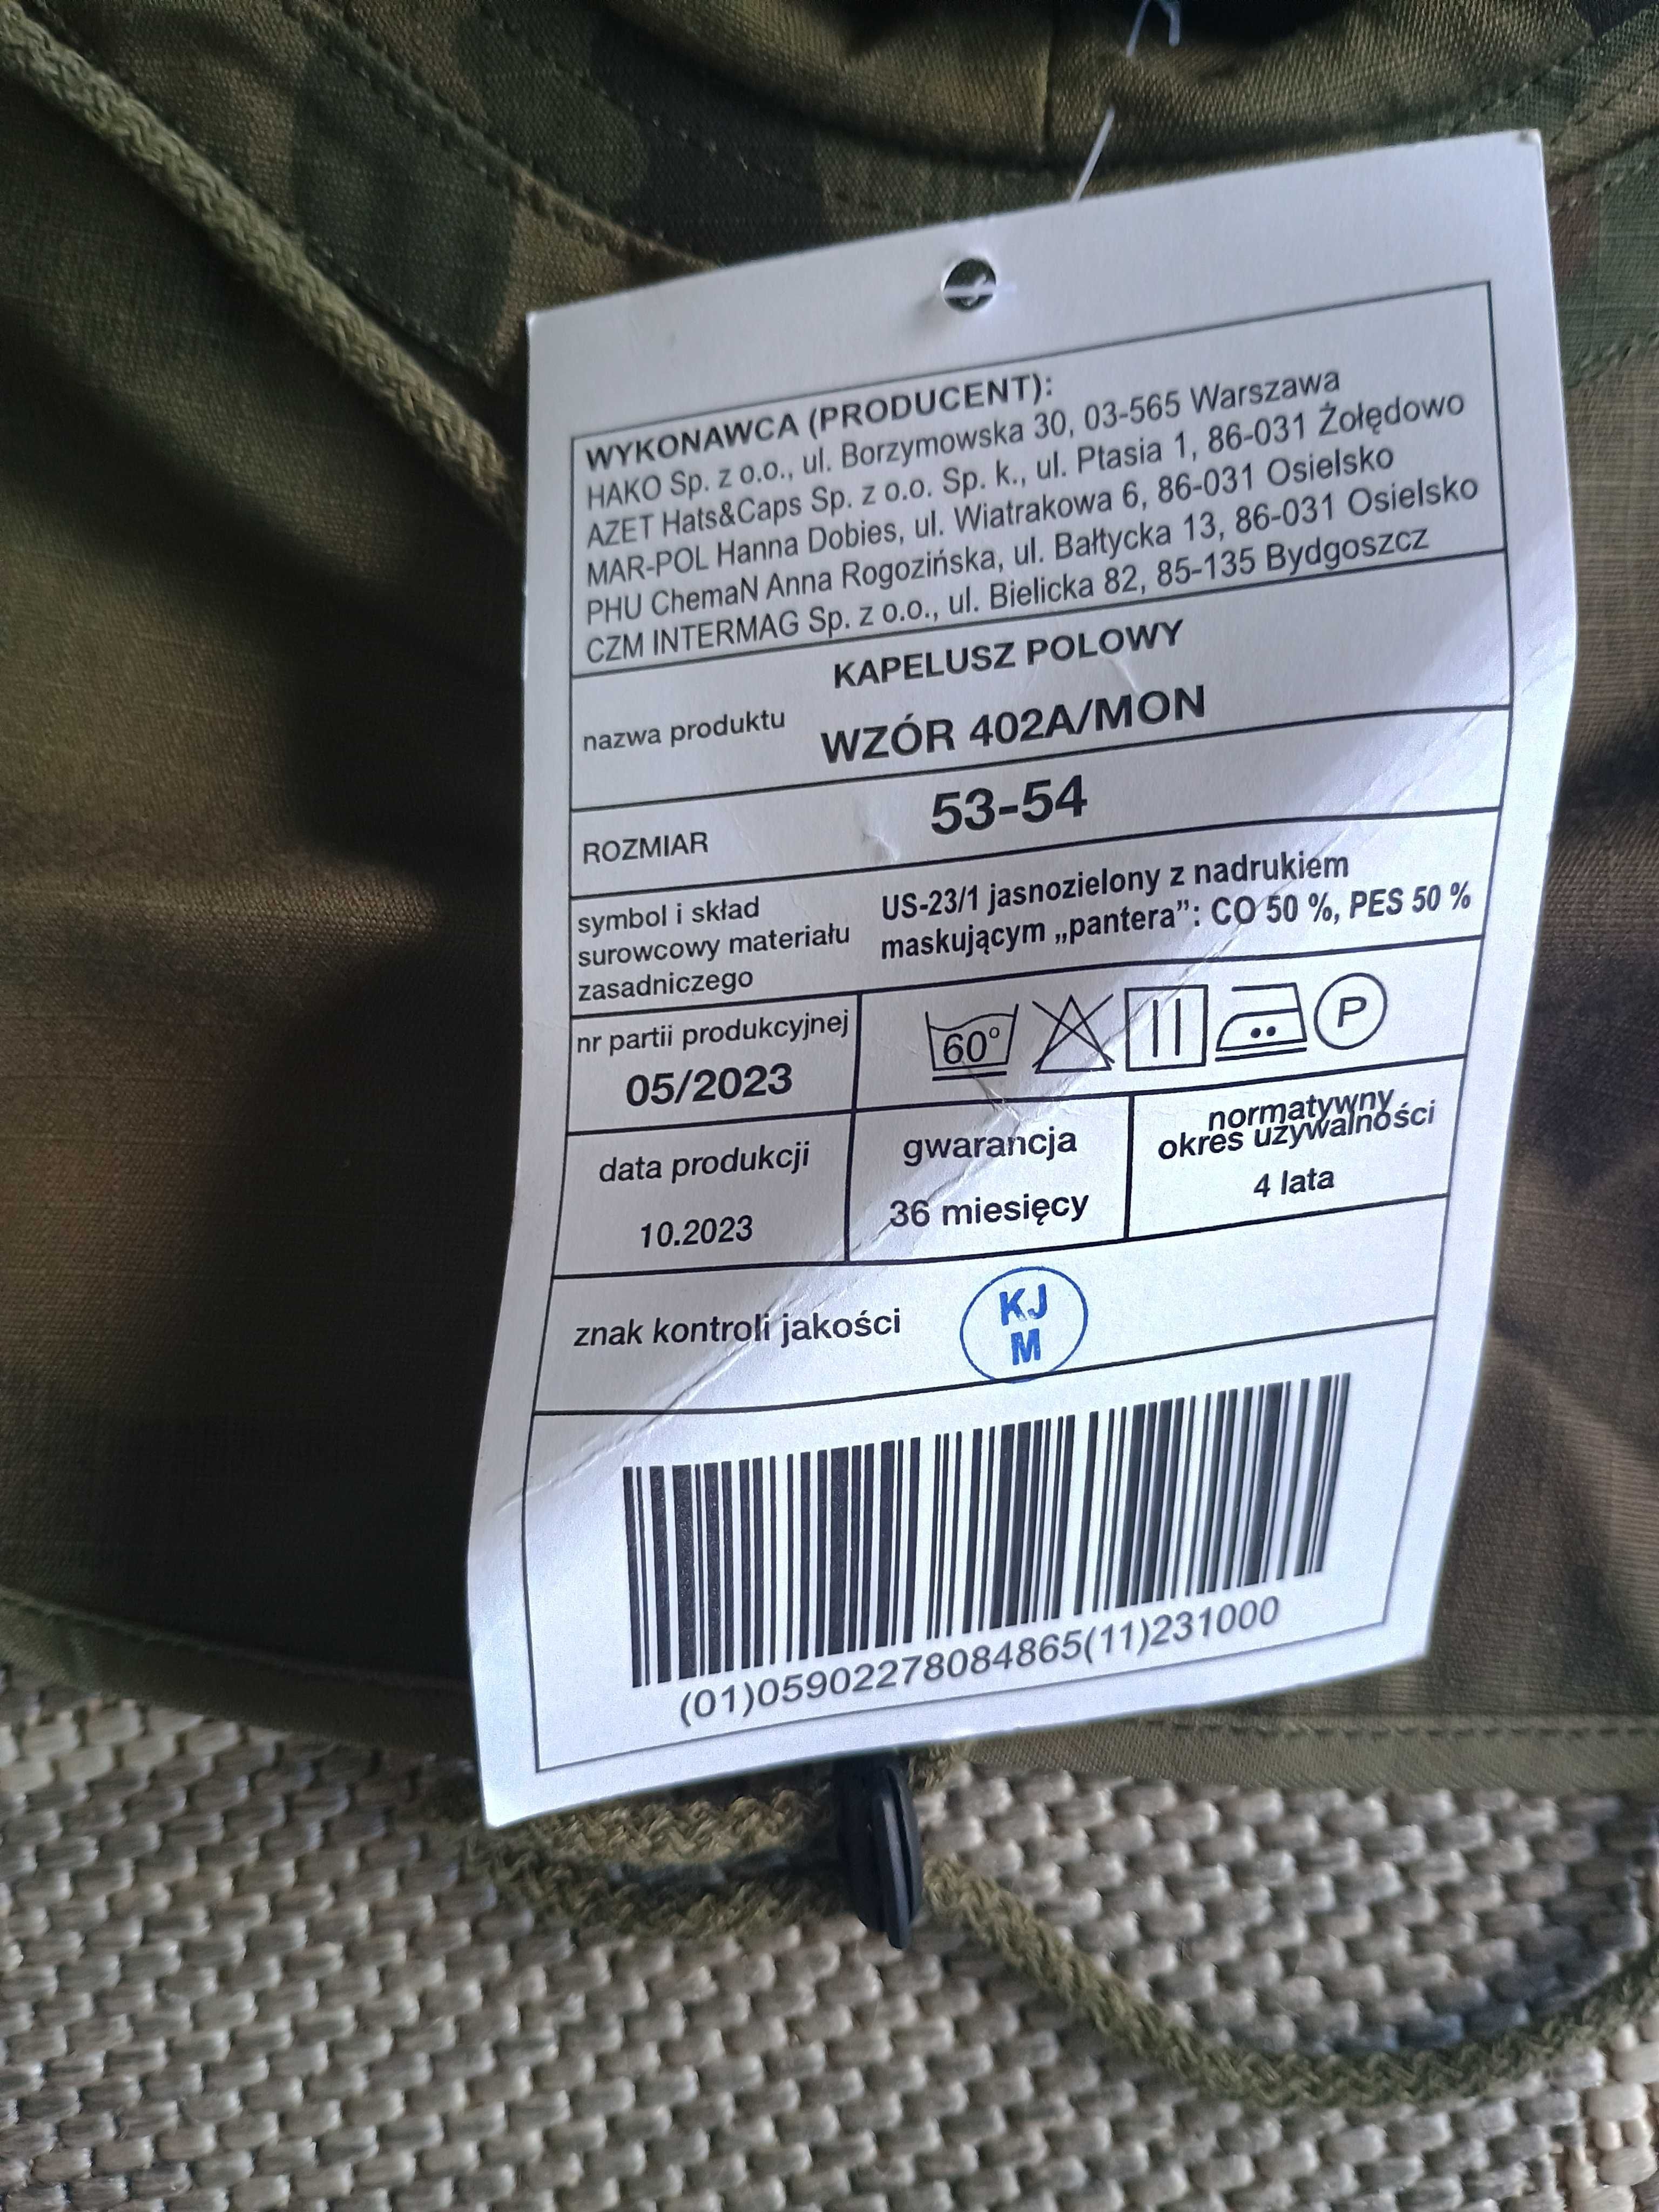 WYKONAWCA (PRODUCENT):
HAKO Sp. z o.o., ul. Borzymowska 30, 03-565 Warszawa
AZET Hats&Caps Sp. z o.o. Sp. k., ul. Ptasia 1, 86-031 Żołędowo
MAR-POL Hanna Dobies, ul. Wiatrakowa 6, 86-031 Osielsko
PHU ChemaN Anna Rogozińska, ul. Bałtycka 13, 86-031 Osielsko
CZM INTERMAG Sp. z o.o., ul. Bielicka 82, 85-135 Bydgoszcz
KAPELUSZ POLOWY
nazwa produktu WZÓR 402A/MON
ROZMIAR 53-54
symbol i skład
surowcowy materiału
zasadniczego
US-23/1 jasnozielony z nadrukiem
maskującym „pantera”: CO 50 %, PES 50 %
nr partii produkcyjnej
05/2023
60° P
data produkcji
10.2023
gwarancja
36 miesięcy
normatywny
okres używalności
4 lata
znak kontroli jakości
KJ
M
(01)05902278084865(11)231000